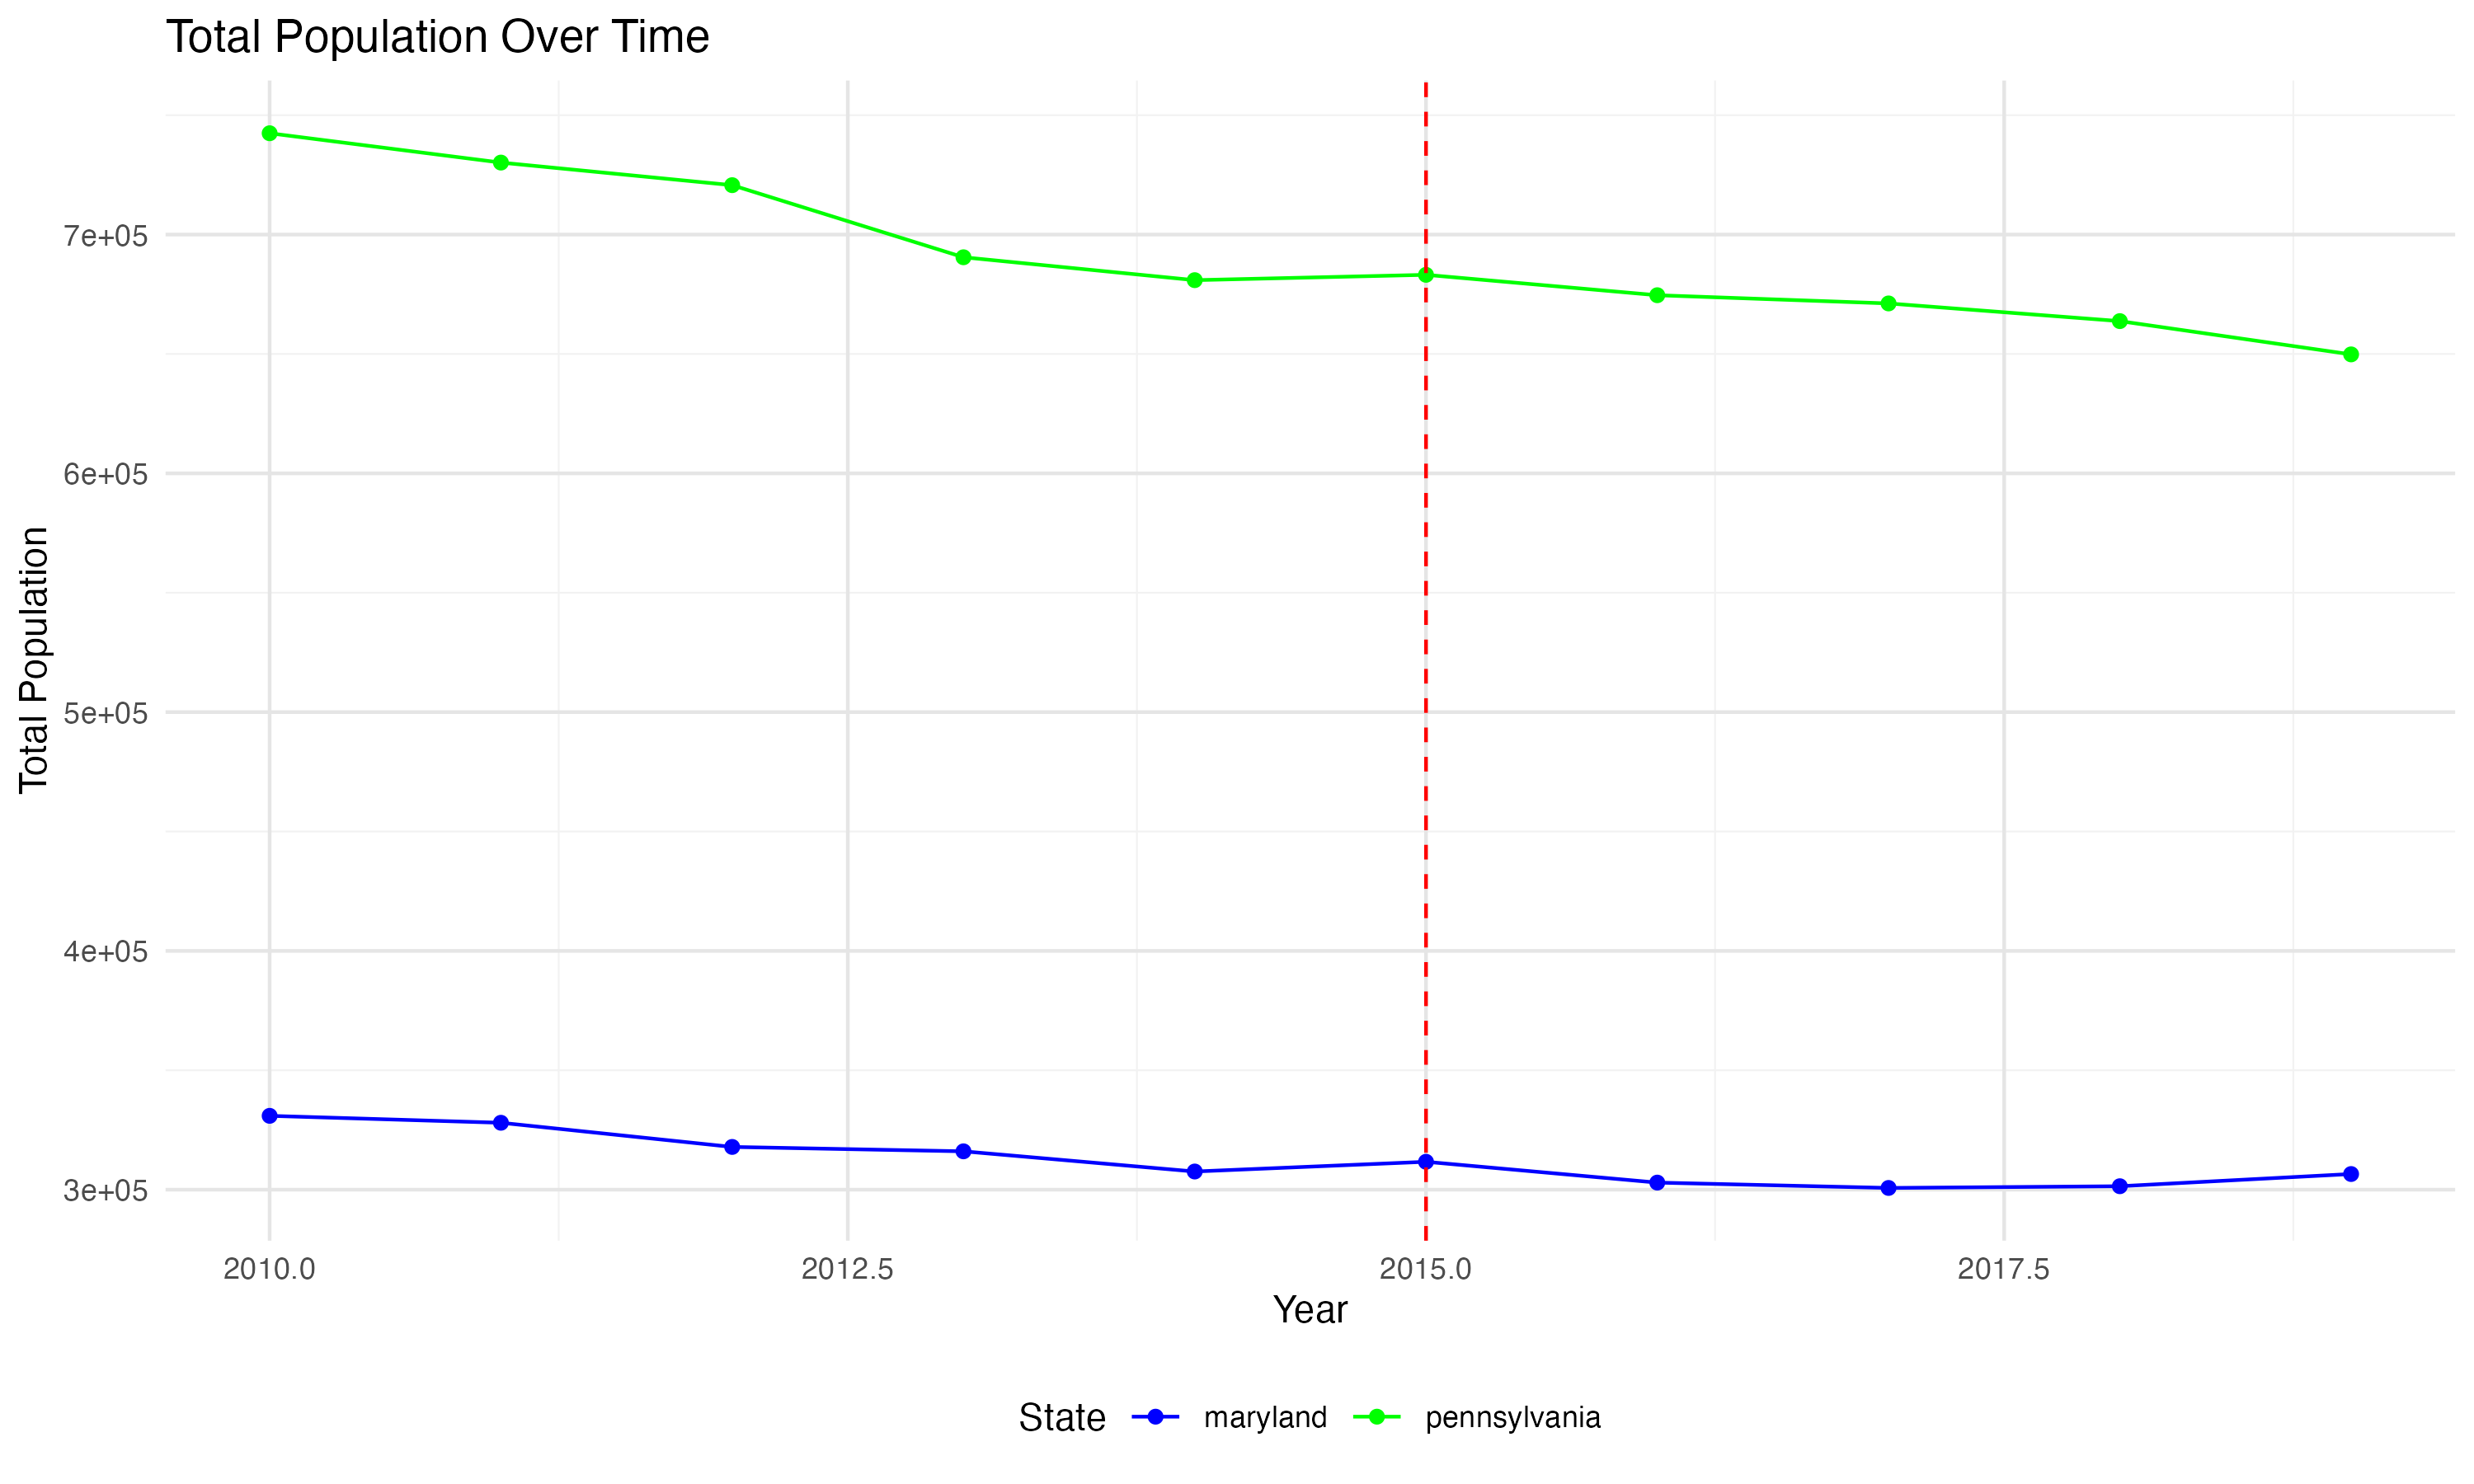 Total Population Over Time
Total Population
7e+05
6e+05
5e+05
4e+05
3e+05
2010.0 2012.5 2015.0 2017.5
Year
State maryland pennsylvania